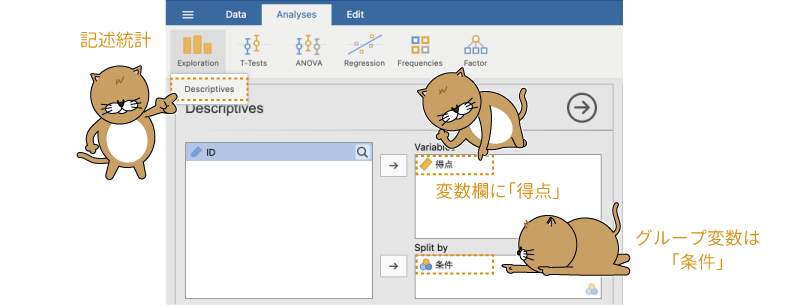 Data Analyses Edit
記述統計
Exploration T-Tests ANOVA Regression Frequencies Factor
Descriptives
Descriptives
ID
Variables
得点
変数欄に「得点」
Split by
条件
グループ変数は
「条件」